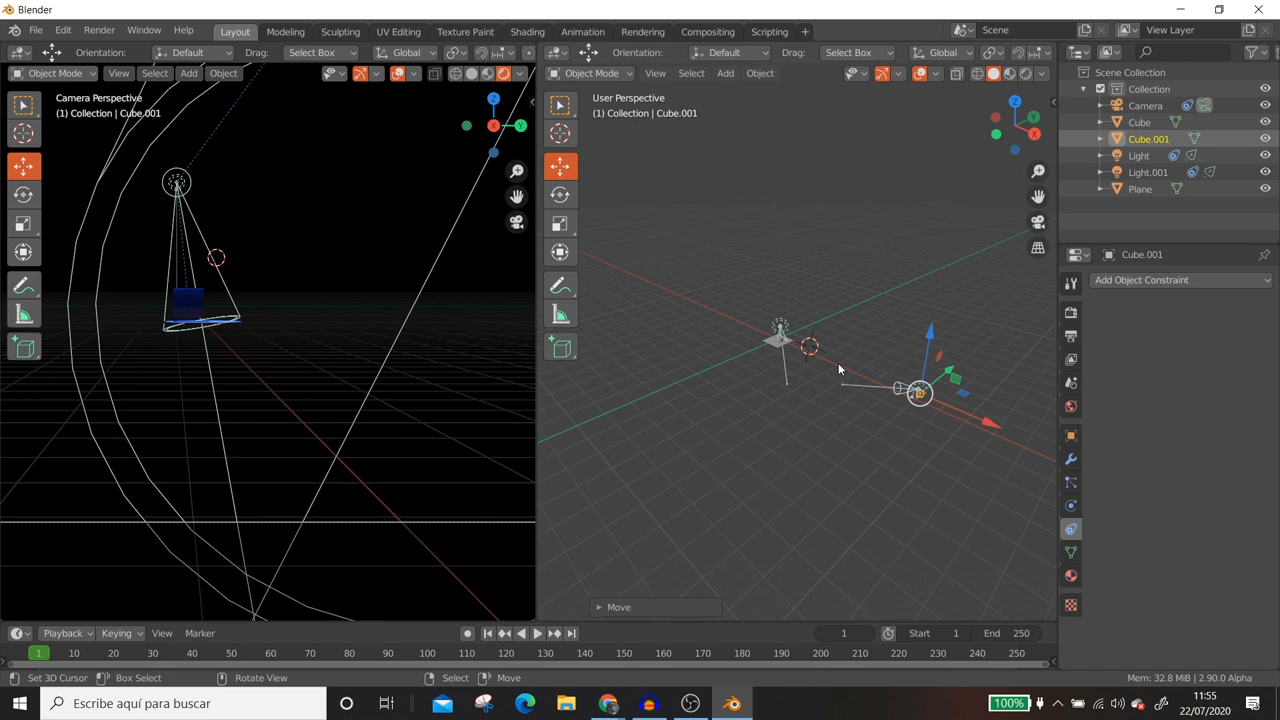 Blender
File Edit Render Window Help Layout Modeling Sculpting UV Editing Texture Paint Shading Animation Rendering Compositing Scripting + Scene View Layer
Orientation: Default Drag: Select Box Global
Orientation: Default Drag: Select Box Global
Object Mode View Select Add Object
Object Mode View Select Add Object
Camera Perspective
(1) Collection | Cube.001
Z
X
Y
User Perspective
(1) Collection | Cube.001
Z
Y
X
Scene Collection
Collection
Camera
Cube
Cube.001
Light
Light.001
Plane
Cube.001
Add Object Constraint
Move
Playback Keying View Marker
1 Start 1 End 250
1 10 20 30 40 50 60 70 80 90 100 110 120 130 140 150 160 170 180 190 200 210 220 230 240 250
Set 3D Cursor Box Select Rotate View Select Move Mem: 32.8 MiB | 2.90.0 Alpha
Escribe aquí para buscar
100%
11:55
22/07/2020